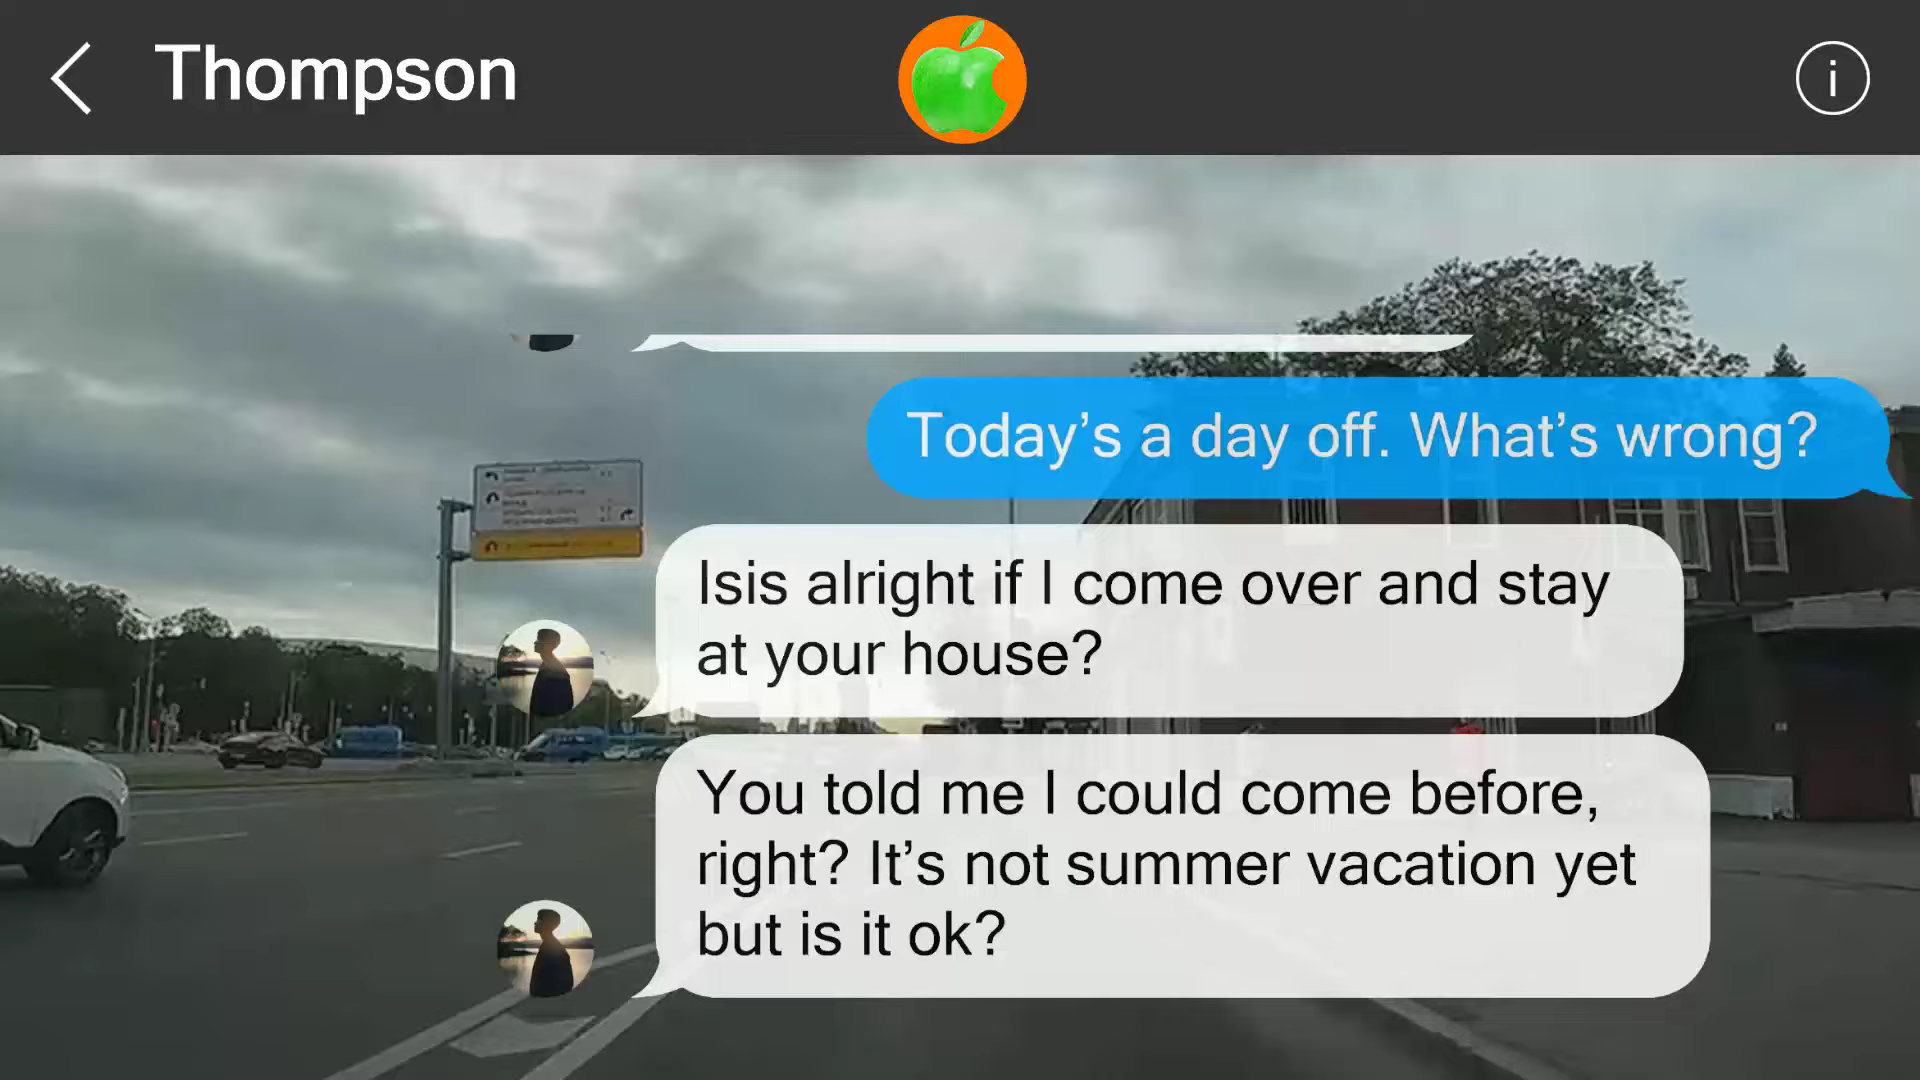 Thompson
i
Today’s a day off. What’s wrong?
Isis alright if I come over and stay
at your house?
You told me I could come before,
right? It’s not summer vacation yet
but is it ok?